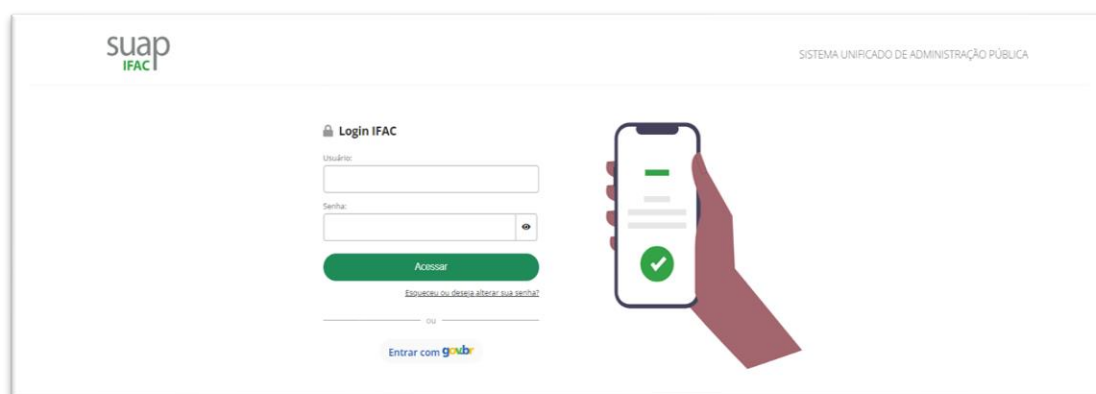 suap
IFAC
SISTEMA UNIFICADO DE ADMINISTRAÇÃO PÚBLICA
Login IFAC
Usuário:
Senha:
Acessar
Esqueceu ou deseja alterar sua senha?
ou
Entrar com gov.br